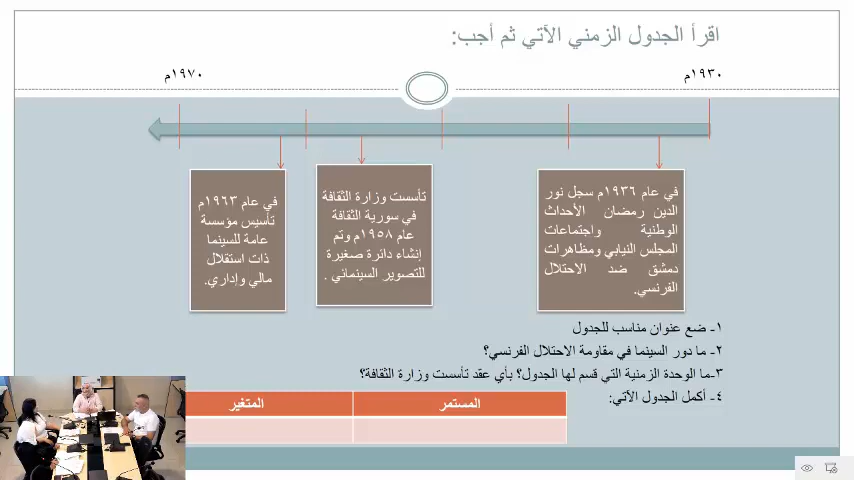 اقرأ الجدول الزمني الآتي ثم أجب:
١٩٣٠م
١٩٧٠م
في عام ١٩٣٦م سجل نور
الدين رمضان الأحداث
الوطنية واجتماعات
المجلس النيابي ومظاهرات
دمشق ضد الاحتلال
الفرنسي.
تأسست وزارة الثقافة
في سورية الثقافة
عام ١٩٥٨م وتم
إنشاء دائرة صغيرة
للتصوير السينمائي .
في عام ١٩٦٣م
تأسيس مؤسسة
عامة للسينما
ذات استقلال
مالي وإداري.
١- ضع عنوان مناسب للجدول
٢- ما دور السينما في مقاومة الاحتلال الفرنسي؟
٣-ما الوحدة الزمنية التي قسم لها الجدول؟ بأي عقد تأسست وزارة الثقافة؟
٤- أكمل الجدول الآتي:
المستمر
المتغير